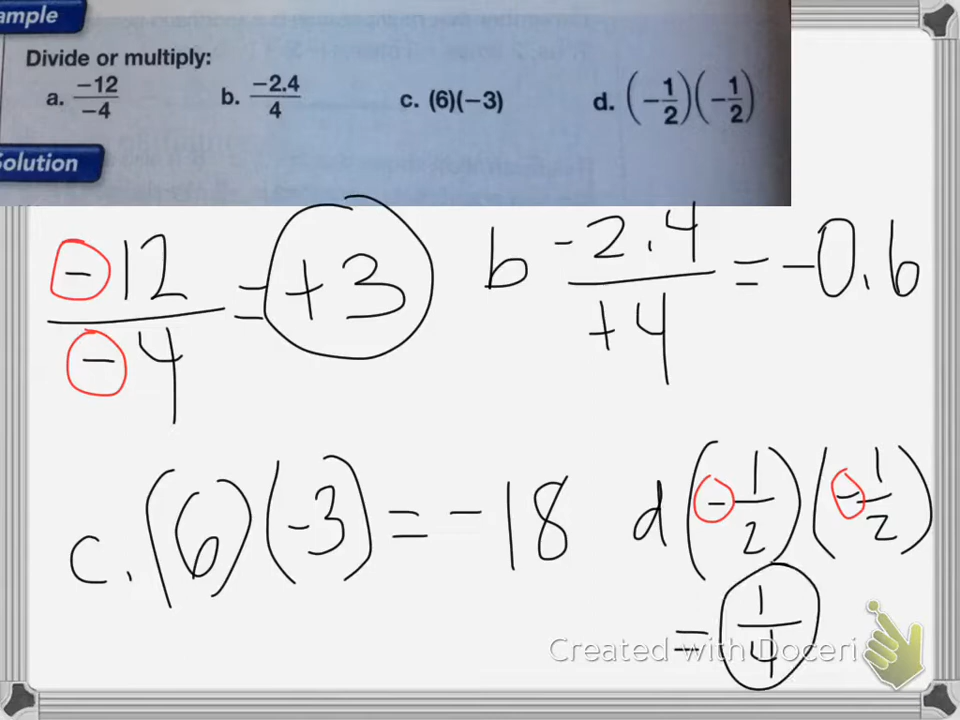 ample
Divide or multiply:
a. -12/-4 b. -2.4/4 c. (6)(-3) d. (-1/2)(-1/2)
Solution
-12/-4 = +3 b -2.4/+4 = -0.6
c. (6)(-3) = -18 d (-1/2)(-1/2)
= 1/4
Created with Doceri